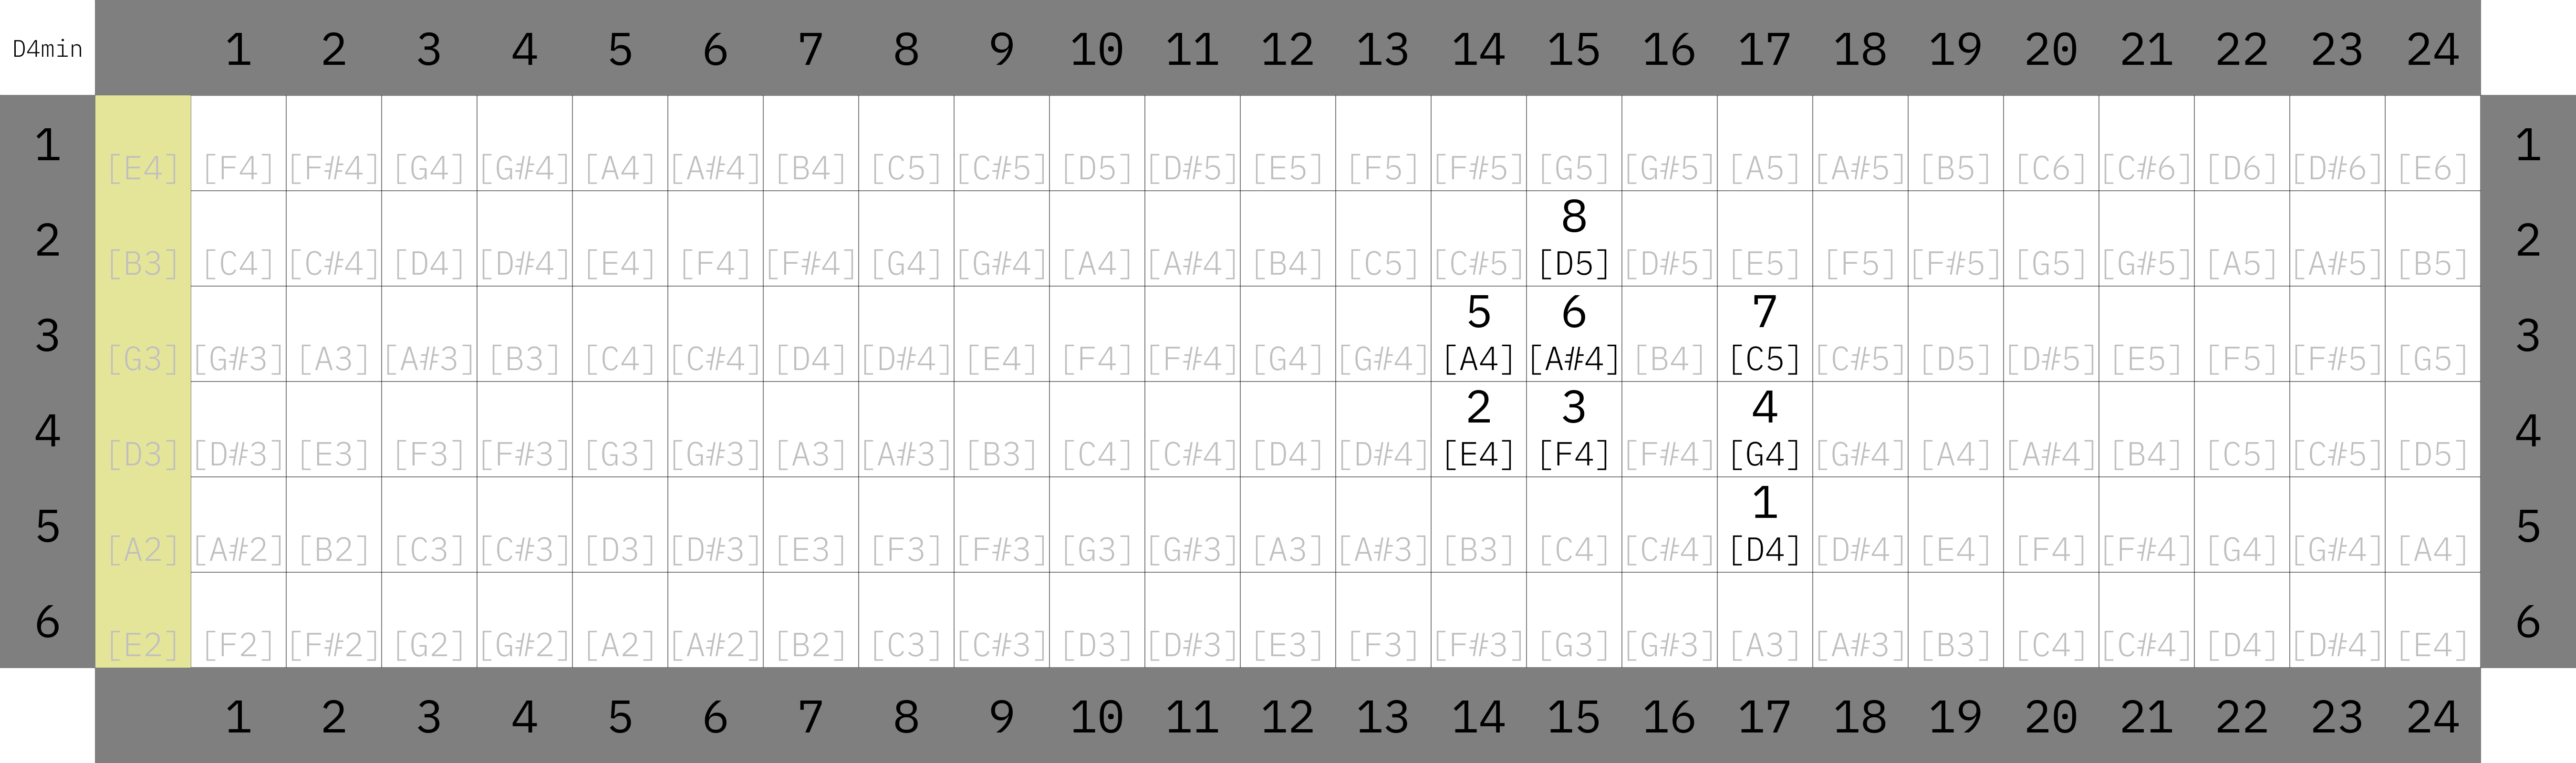 D4min 1 2 3 4 5 6 7 8 9 10 11 12 13 14 15 16 17 18 19 20 21 22 23 24
1 [E4] [F4] [F#4] [G4] [G#4] [A4] [A#4] [B4] [C5] [C#5] [D5] [D#5] [E5] [F5] [F#5] [G5] [G#5] [A5] [A#5] [B5] [C6] [C#6] [D6] [D#6] [E6] 1
8
2 [B3] [C4] [C#4] [D4] [D#4] [E4] [F4] [F#4] [G4] [G#4] [A4] [A#4] [B4] [C5] [C#5] [D5] [D#5] [E5] [F5] [F#5] [G5] [G#5] [A5] [A#5] [B5] 2
5 6 7
3 [G3] [G#3] [A3] [A#3] [B3] [C4] [C#4] [D4] [D#4] [E4] [F4] [F#4] [G4] [G#4] [A4] [A#4] [B4] [C5] [C#5] [D5] [D#5] [E5] [F5] [F#5] [G5] 3
2 3 4
4 [D3] [D#3] [E3] [F3] [F#3] [G3] [G#3] [A3] [A#3] [B3] [C4] [C#4] [D4] [D#4] [E4] [F4] [F#4] [G4] [G#4] [A4] [A#4] [B4] [C5] [C#5] [D5] 4
1
5 [A2] [A#2] [B2] [C3] [C#3] [D3] [D#3] [E3] [F3] [F#3] [G3] [G#3] [A3] [A#3] [B3] [C4] [C#4] [D4] [D#4] [E4] [F4] [F#4] [G4] [G#4] [A4] 5
6 [E2] [F2] [F#2] [G2] [G#2] [A2] [A#2] [B2] [C3] [C#3] [D3] [D#3] [E3] [F3] [F#3] [G3] [G#3] [A3] [A#3] [B3] [C4] [C#4] [D4] [D#4] [E4] 6
1 2 3 4 5 6 7 8 9 10 11 12 13 14 15 16 17 18 19 20 21 22 23 24